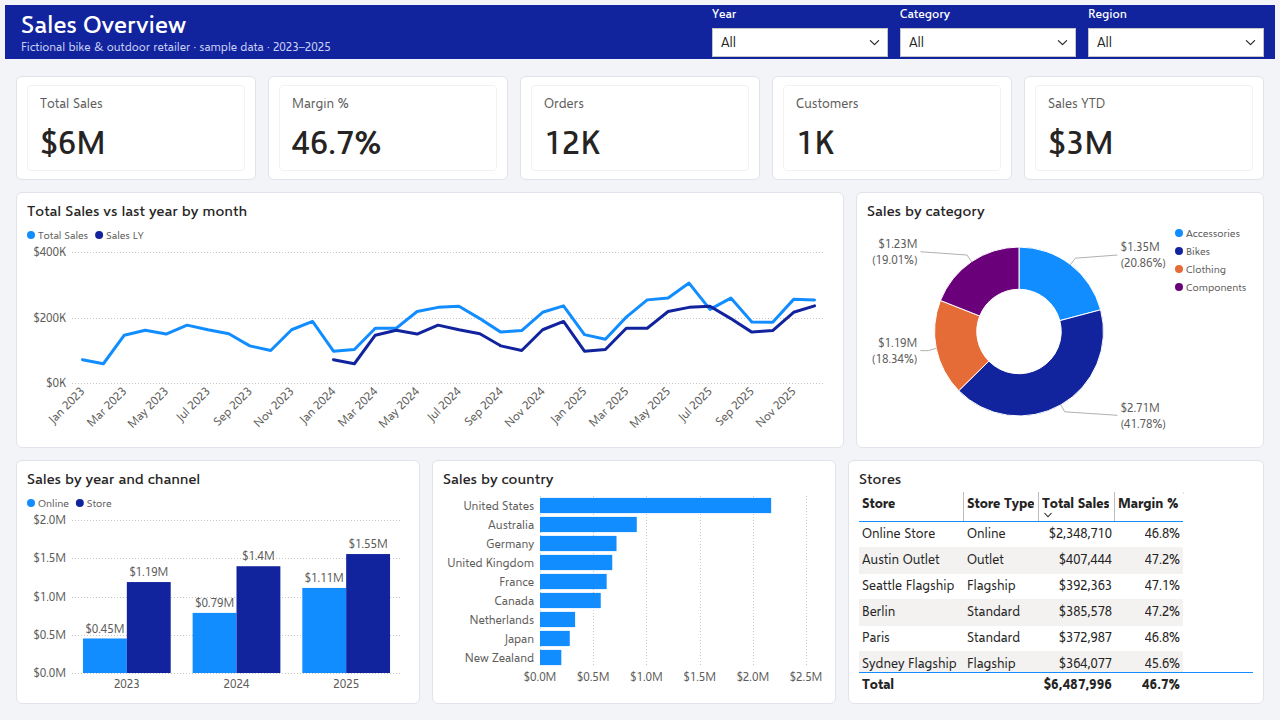 Sales Overview
Fictional bike & outdoor retailer · sample data · 2023–2025
Year
Category
Region
All
All
All
Total Sales
$6M
Margin %
46.7%
Orders
12K
Customers
1K
Sales YTD
$3M
Total Sales vs last year by month
Total Sales
Sales LY
$400K
$200K
$0K
Jan 2023
Mar 2023
May 2023
Jul 2023
Sep 2023
Nov 2023
Jan 2024
Mar 2024
May 2024
Jul 2024
Sep 2024
Nov 2024
Jan 2025
Mar 2025
May 2025
Jul 2025
Sep 2025
Nov 2025
Sales by category
$1.23M
(19.01%)
$1.35M
(20.86%)
$1.19M
(18.34%)
$2.71M
(41.78%)
Accessories
Bikes
Clothing
Components
Sales by year and channel
Online
Store
$2.0M
$1.5M
$1.0M
$0.5M
$0.0M
$0.45M
$1.19M
$0.79M
$1.4M
$1.11M
$1.55M
2023
2024
2025
Sales by country
United States
Australia
Germany
United Kingdom
France
Canada
Netherlands
Japan
New Zealand
$0.0M
$0.5M
$1.0M
$1.5M
$2.0M
$2.5M
Stores
Store Store Type Total Sales Margin %
Online Store Online $2,348,710 46.8%
Austin Outlet Outlet $407,444 47.2%
Seattle Flagship Flagship $392,363 47.1%
Berlin Standard $385,578 47.2%
Paris Standard $372,987 46.8%
Sydney Flagship Flagship $364,077 45.6%
Total $6,487,996 46.7%